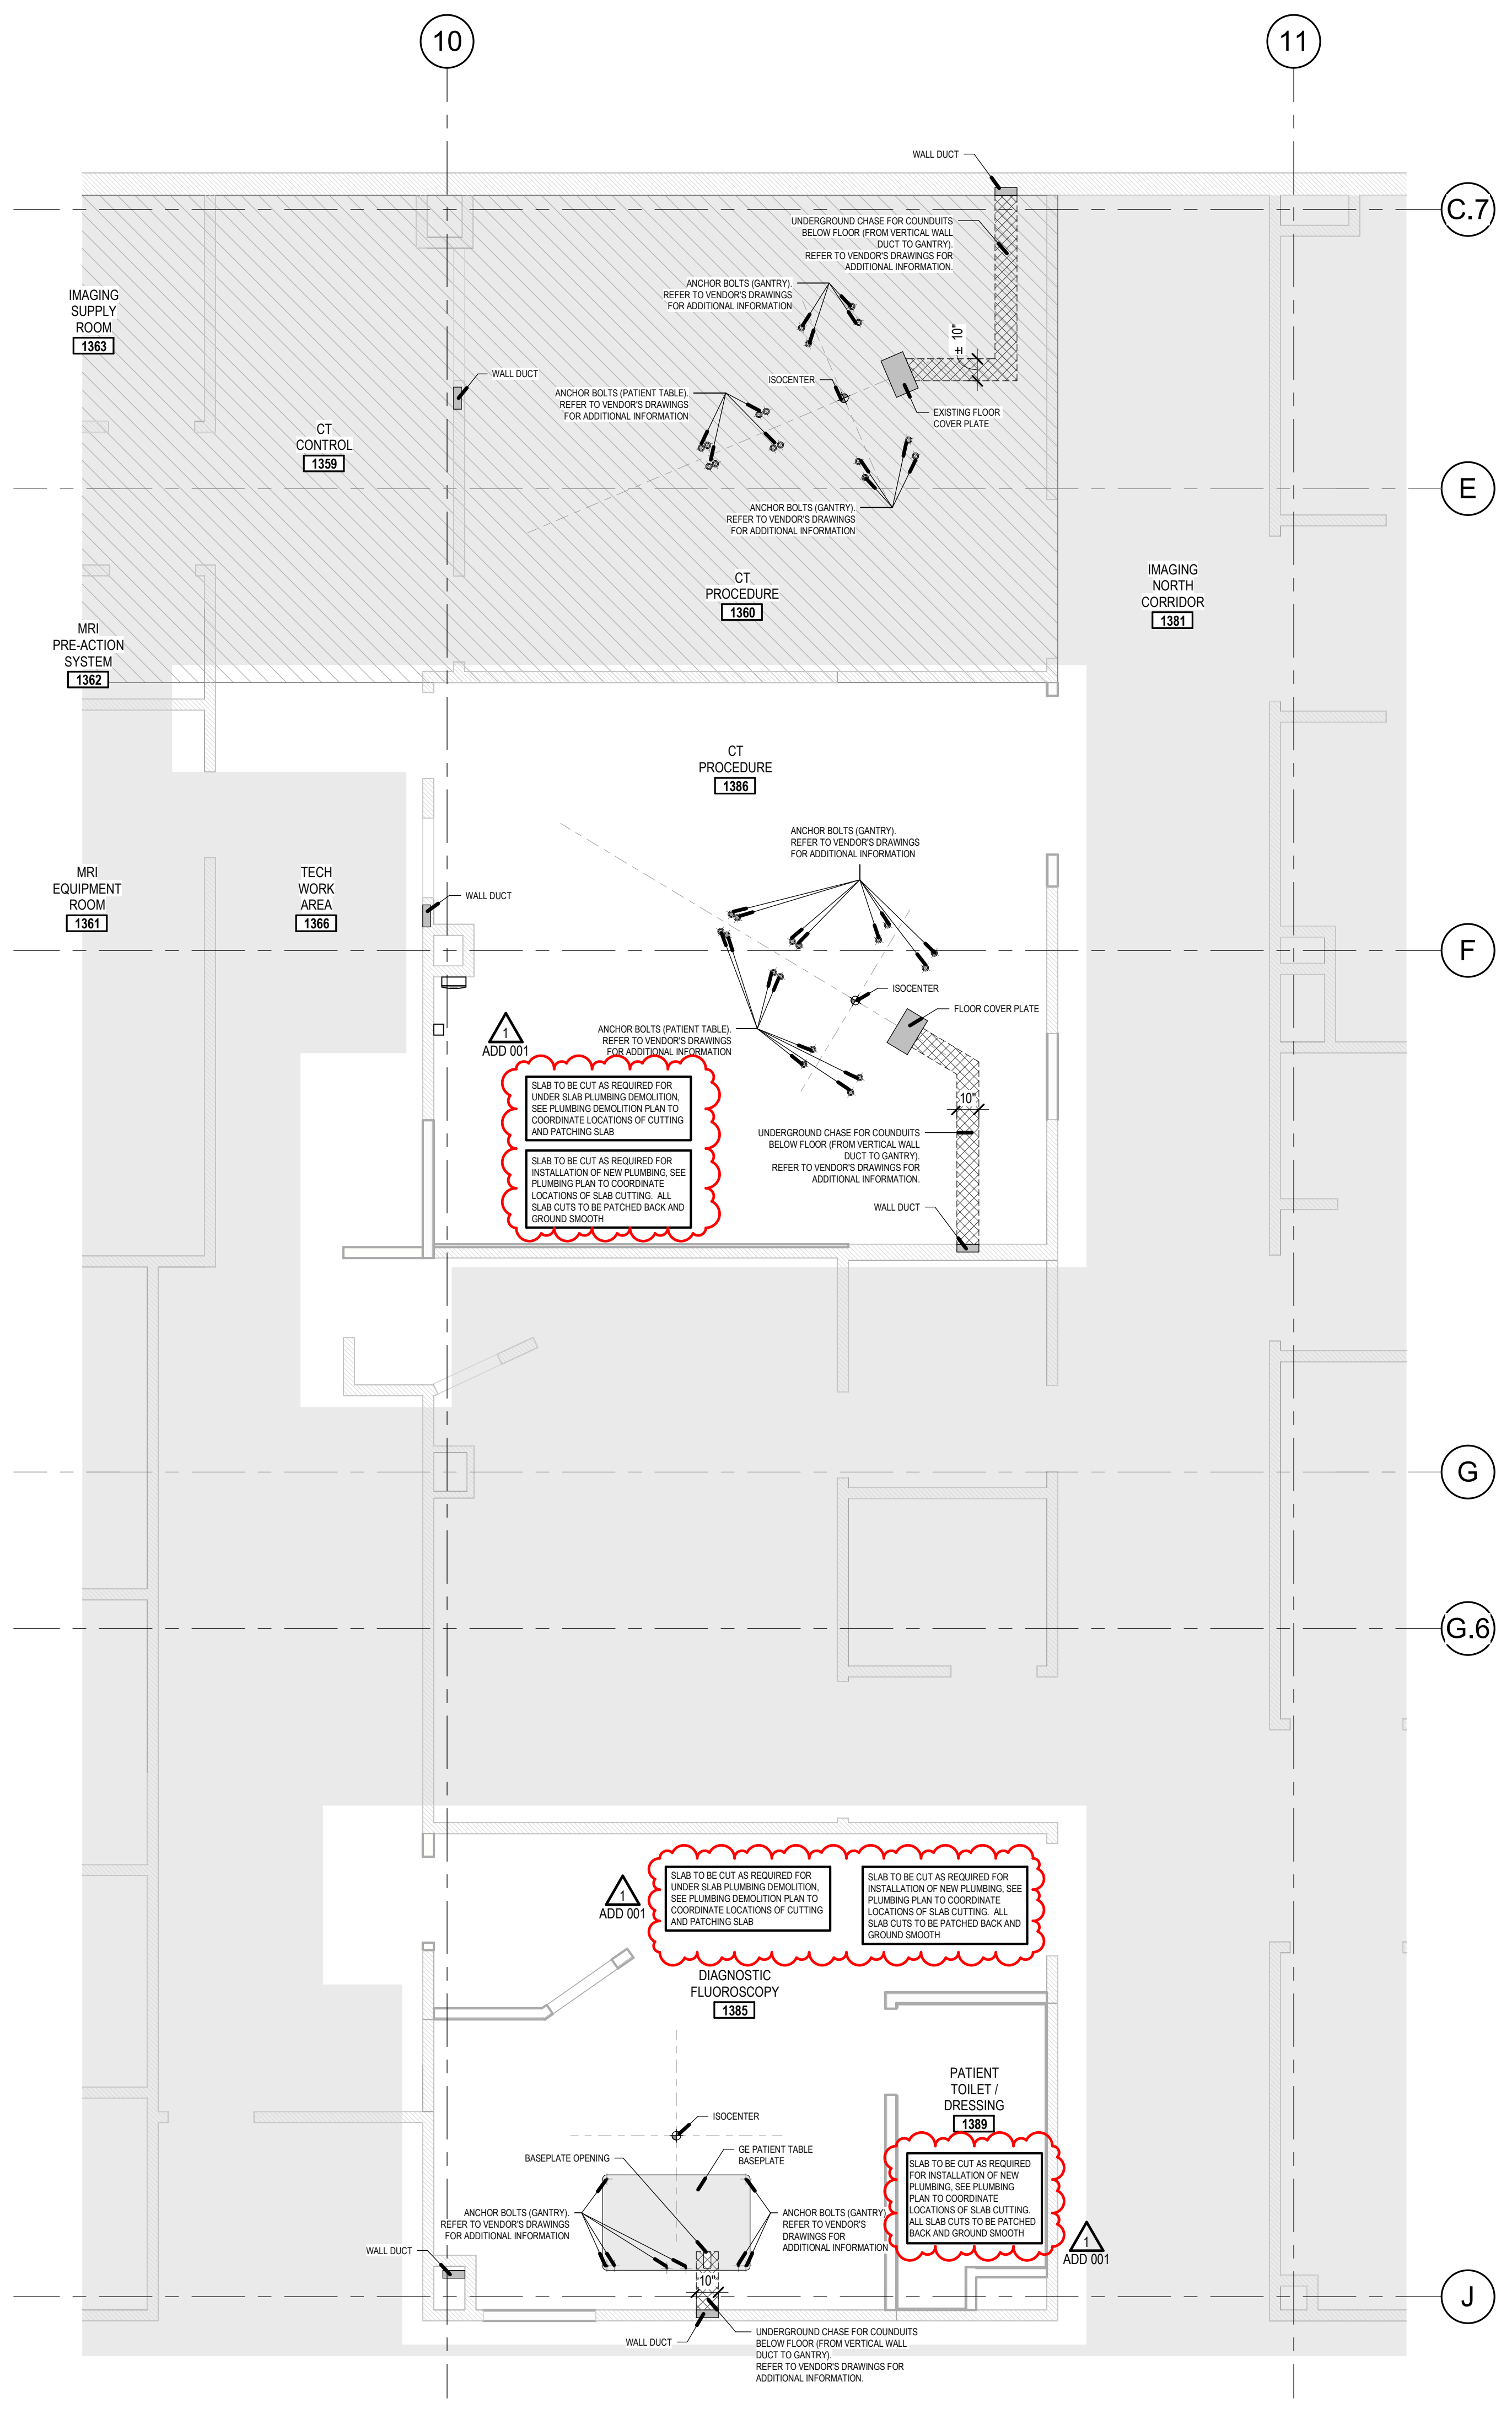 10
11
WALL DUCT
C.7
UNDERGROUND CHASE FOR COUNDUITS
BELOW FLOOR (FROM VERTICAL WALL
DUCT TO GANTRY).
REFER TO VENDOR'S DRAWINGS FOR
ADDITIONAL INFORMATION.
ANCHOR BOLTS (GANTRY).
REFER TO VENDOR'S DRAWINGS
FOR ADDITIONAL INFORMATION
IMAGING
SUPPLY
ROOM
1363
± 10"
WALL DUCT
ISOCENTER
ANCHOR BOLTS (PATIENT TABLE).
REFER TO VENDOR'S DRAWINGS
FOR ADDITIONAL INFORMATION
EXISTING FLOOR
COVER PLATE
CT
CONTROL
1359
E
ANCHOR BOLTS (GANTRY).
REFER TO VENDOR'S DRAWINGS
FOR ADDITIONAL INFORMATION
CT
PROCEDURE
1360
IMAGING
NORTH
CORRIDOR
1381
MRI
PRE-ACTION
SYSTEM
1362
CT
PROCEDURE
1386
ANCHOR BOLTS (GANTRY).
REFER TO VENDOR'S DRAWINGS
FOR ADDITIONAL INFORMATION
MRI
EQUIPMENT
ROOM
1361
TECH
WORK
AREA
1366
WALL DUCT
F
ISOCENTER
FLOOR COVER PLATE
1
ADD 001
ANCHOR BOLTS (PATIENT TABLE).
REFER TO VENDOR'S DRAWINGS
FOR ADDITIONAL INFORMATION
SLAB TO BE CUT AS REQUIRED FOR
UNDER SLAB PLUMBING DEMOLITION,
SEE PLUMBING DEMOLITION PLAN TO
COORDINATE LOCATIONS OF CUTTING
AND PATCHING SLAB
10"
SLAB TO BE CUT AS REQUIRED FOR
INSTALLATION OF NEW PLUMBING, SEE
PLUMBING PLAN TO COORDINATE
LOCATIONS OF SLAB CUTTING. ALL
SLAB CUTS TO BE PATCHED BACK AND
GROUND SMOOTH
UNDERGROUND CHASE FOR COUNDUITS
BELOW FLOOR (FROM VERTICAL WALL
DUCT TO GANTRY).
REFER TO VENDOR'S DRAWINGS FOR
ADDITIONAL INFORMATION.
WALL DUCT
G
G.6
1
ADD 001
SLAB TO BE CUT AS REQUIRED FOR
UNDER SLAB PLUMBING DEMOLITION,
SEE PLUMBING DEMOLITION PLAN TO
COORDINATE LOCATIONS OF CUTTING
AND PATCHING SLAB
SLAB TO BE CUT AS REQUIRED FOR
INSTALLATION OF NEW PLUMBING, SEE
PLUMBING PLAN TO COORDINATE
LOCATIONS OF SLAB CUTTING. ALL
SLAB CUTS TO BE PATCHED BACK AND
GROUND SMOOTH
DIAGNOSTIC
FLUOROSCOPY
1385
PATIENT
TOILET /
DRESSING
1389
ISOCENTER
BASEPLATE OPENING
GE PATIENT TABLE
BASEPLATE
SLAB TO BE CUT AS REQUIRED
FOR INSTALLATION OF NEW
PLUMBING, SEE PLUMBING
PLAN TO COORDINATE
LOCATIONS OF SLAB CUTTING.
ALL SLAB CUTS TO BE PATCHED
BACK AND GROUND SMOOTH
ANCHOR BOLTS (GANTRY).
REFER TO VENDOR'S DRAWINGS
FOR ADDITIONAL INFORMATION
ANCHOR BOLTS (GANTRY)
REFER TO VENDOR'S
DRAWINGS FOR
ADDITIONAL INFORMATION
1
ADD 001
WALL DUCT
10"
J
UNDERGROUND CHASE FOR COUNDUITS
BELOW FLOOR (FROM VERTICAL WALL
DUCT TO GANTRY).
REFER TO VENDOR'S DRAWINGS FOR
ADDITIONAL INFORMATION.
WALL DUCT